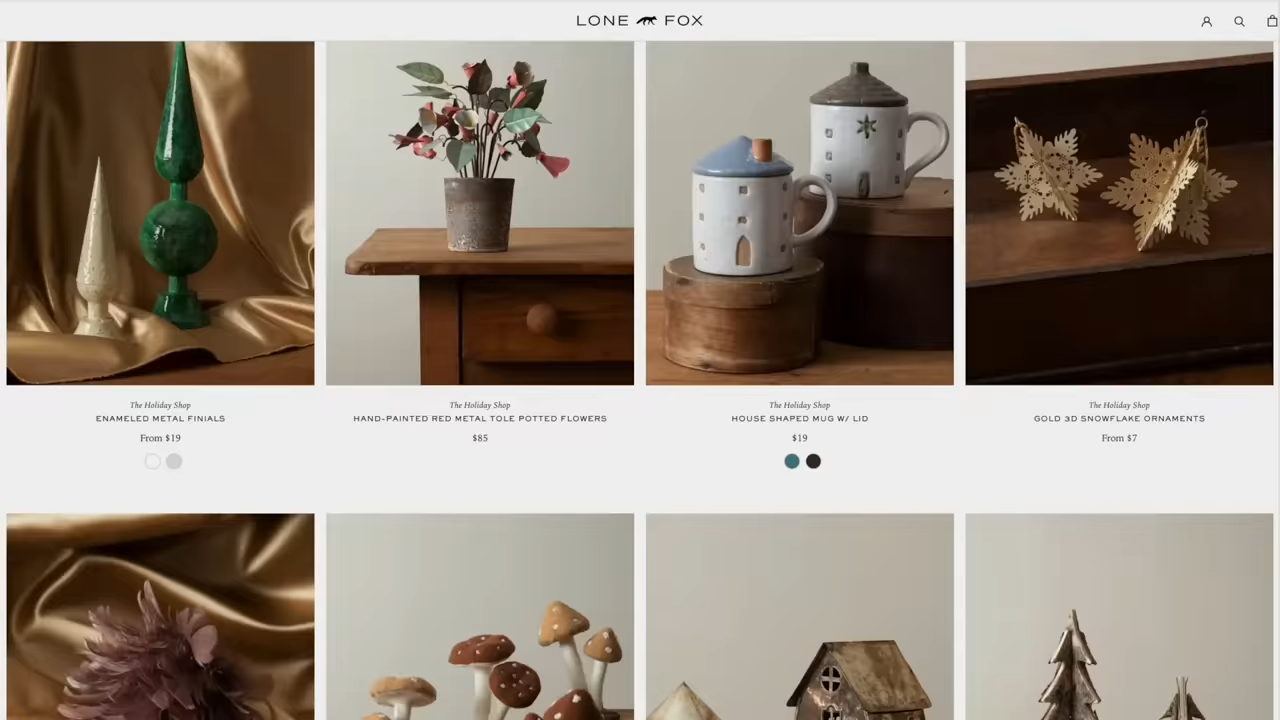 LONE FOX
The Holiday Shop
ENAMELED METAL FINIALS
From $19
The Holiday Shop
HAND-PAINTED RED METAL TOLE POTTED FLOWERS
$85
The Holiday Shop
HOUSE SHAPED MUG W/ LID
$19
The Holiday Shop
GOLD 3D SNOWFLAKE ORNAMENTS
From $7